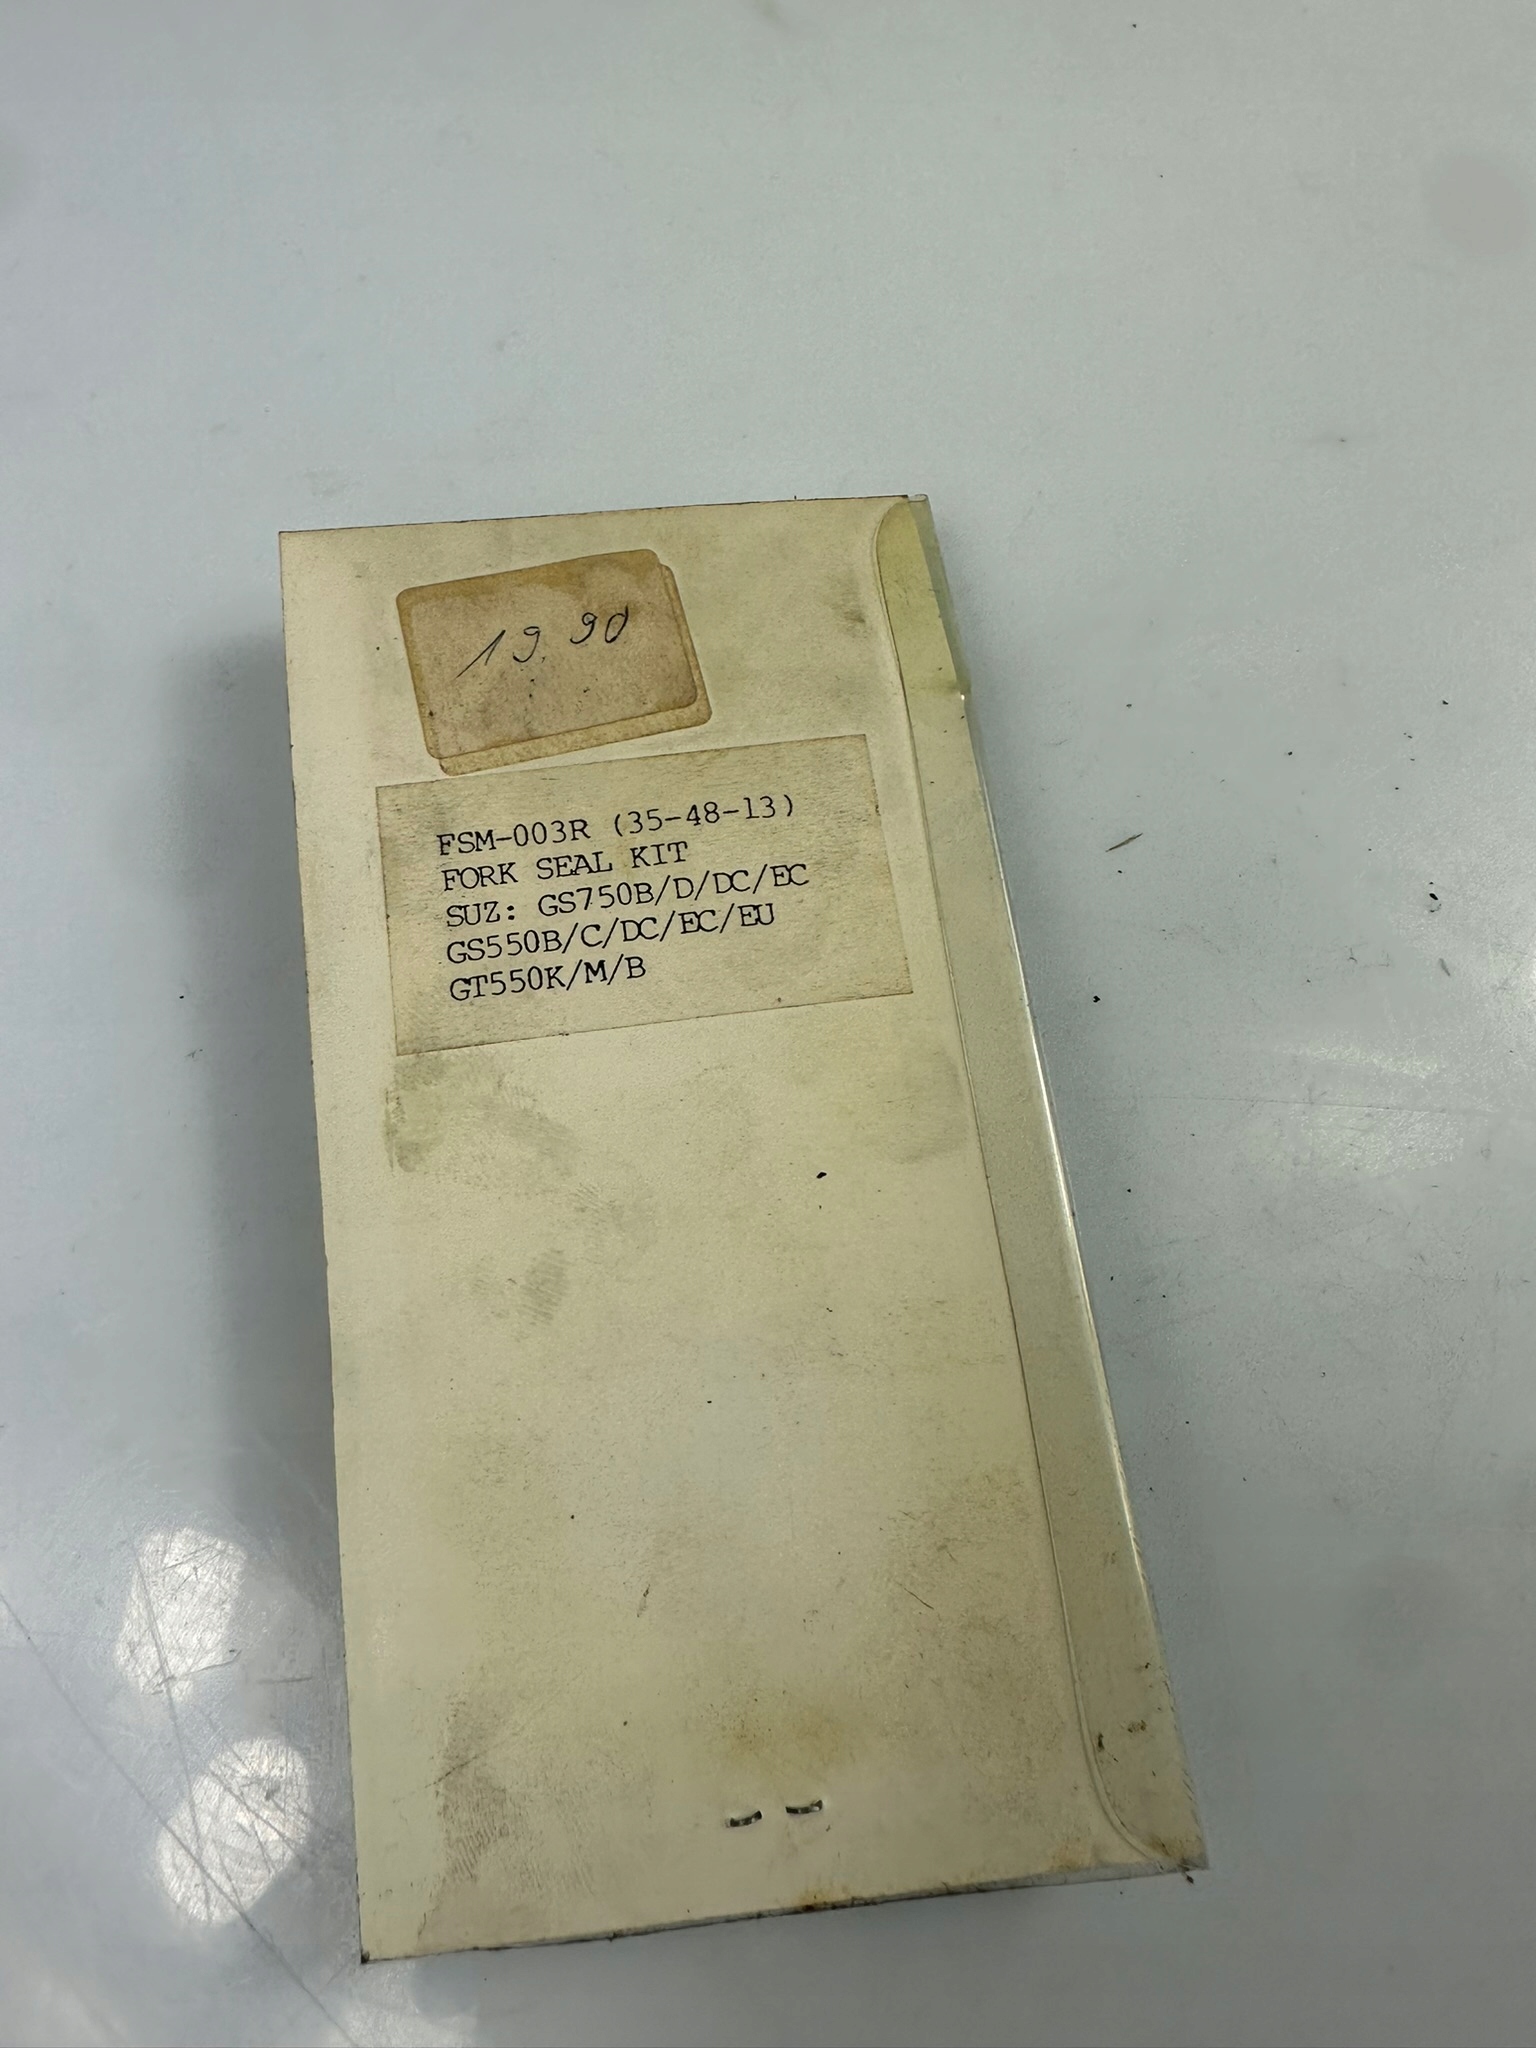 19.90
FSM-003R (35-48-13)
FORK SEAL KIT
SUZ: GS750B/D/DC/EC
GS550B/C/DC/EC/EU
GT550K/M/B